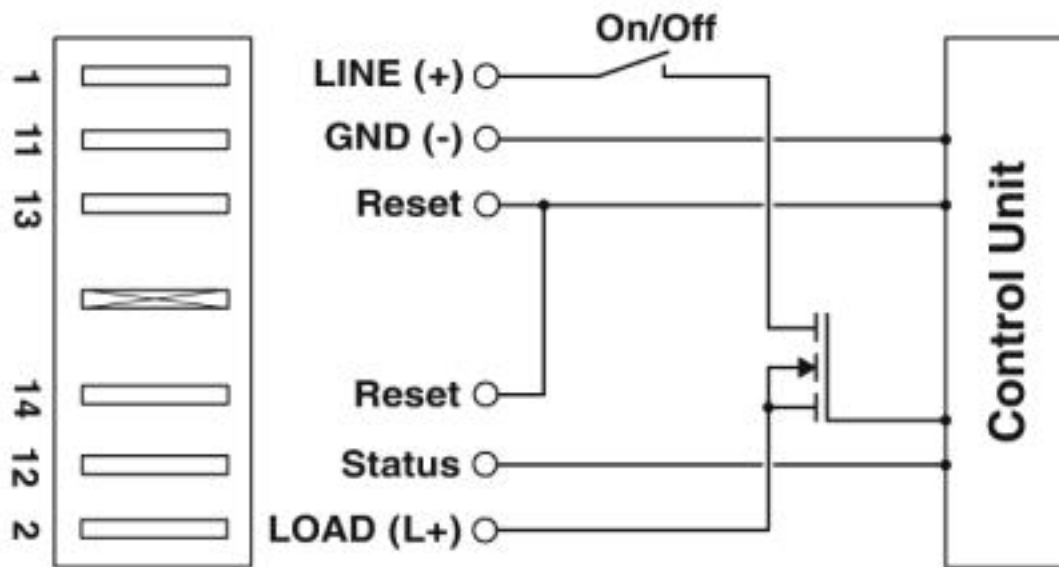 On/Off
1
LINE (+)
11
GND (-)
13
Reset
14
Reset
12
Status
2
LOAD (L+)
Control Unit